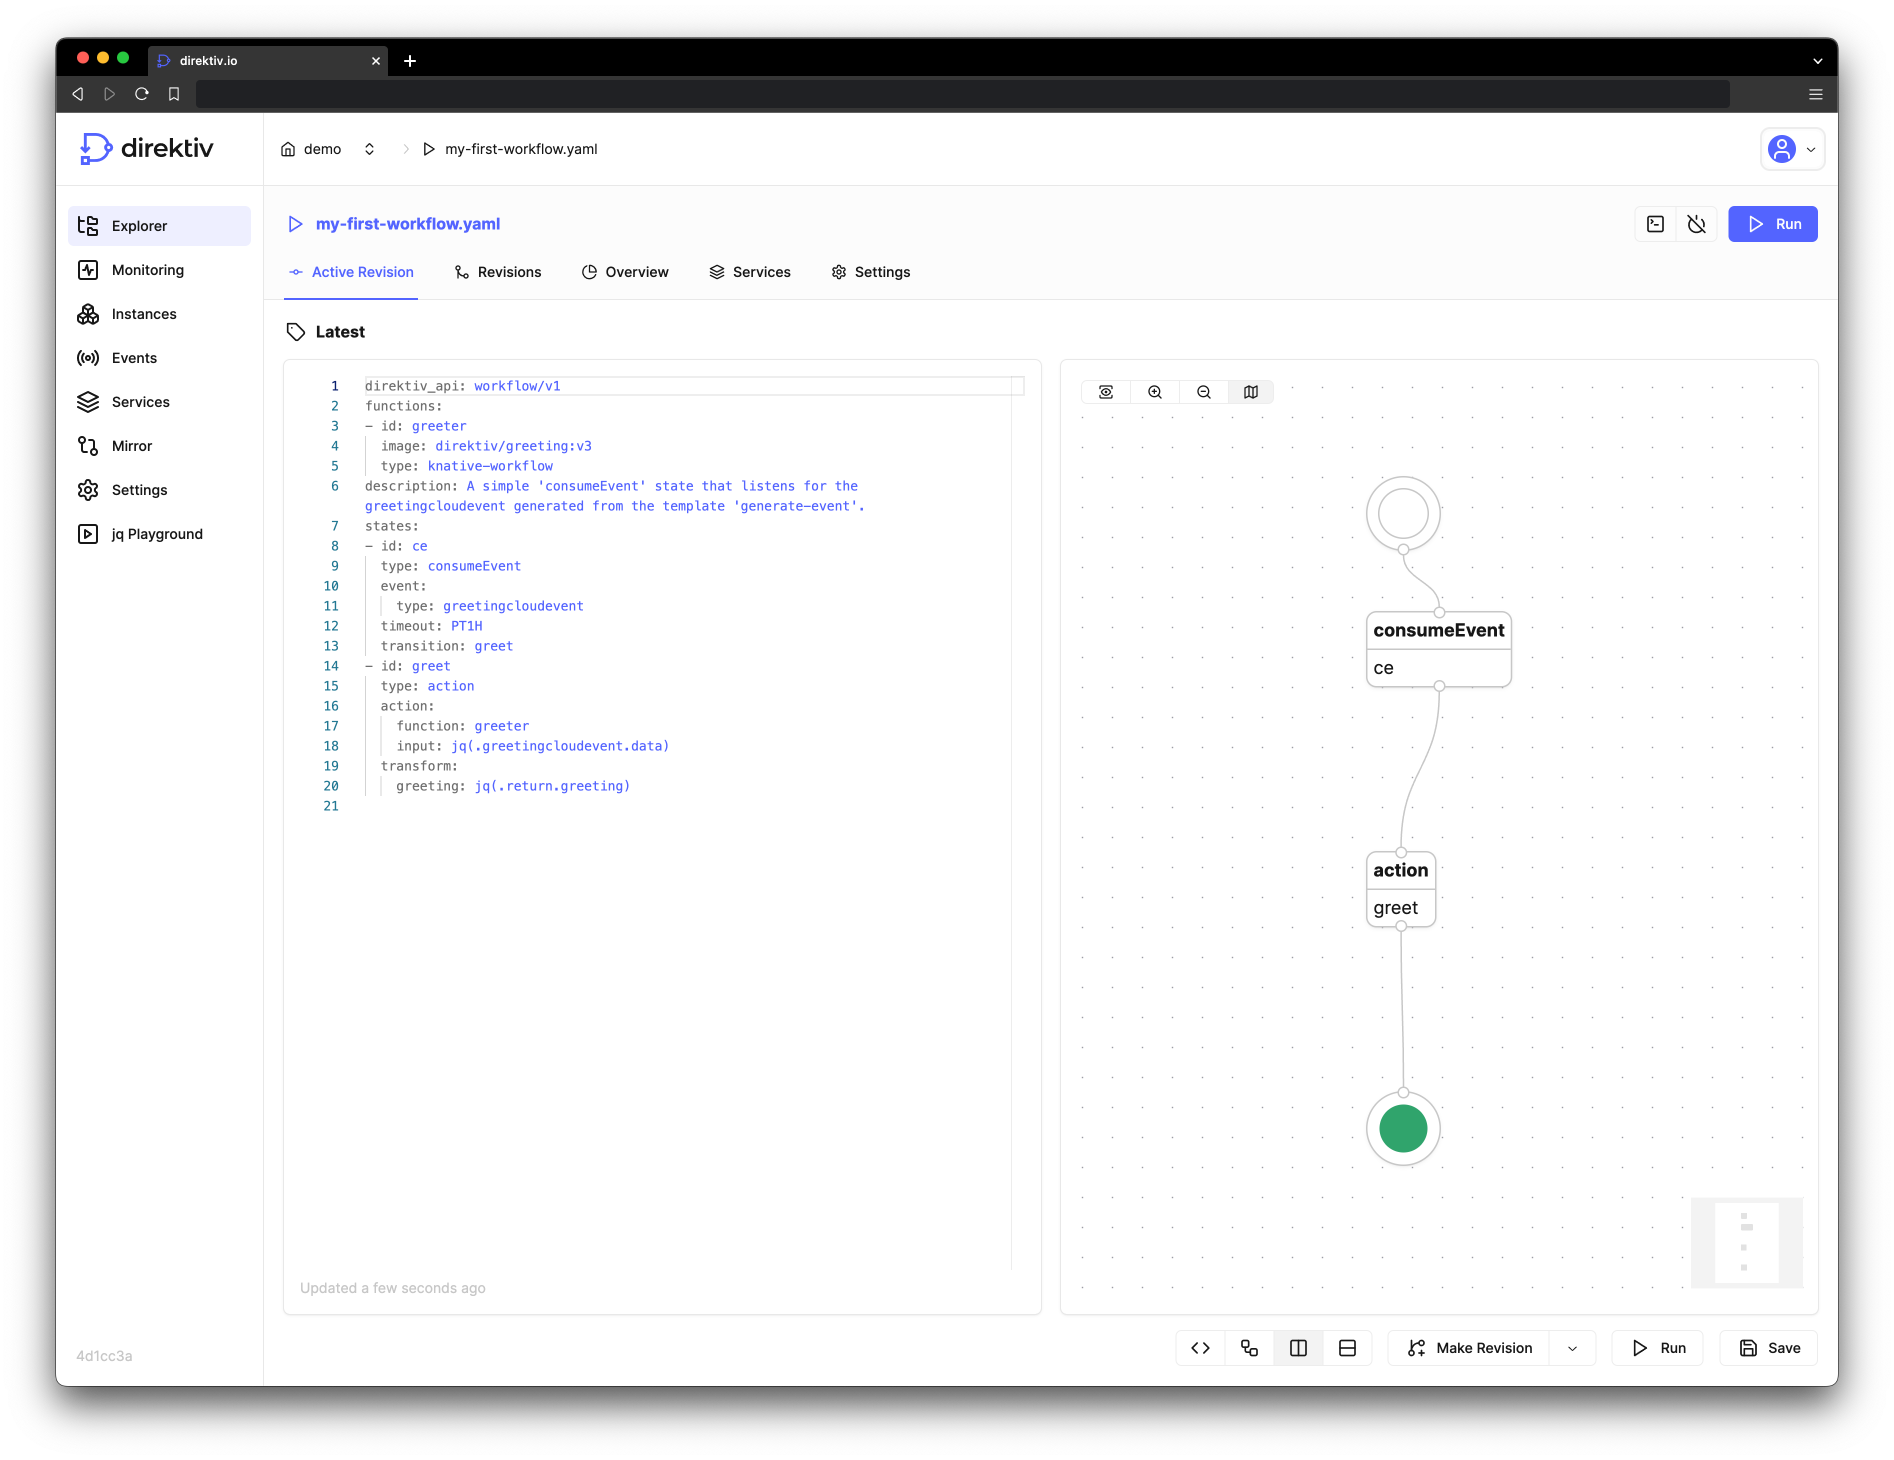 direktiv.io
direktiv
demo
my-first-workflow.yaml
Explorer
Monitoring
Instances
Events
Services
Mirror
Settings
jq Playground
4d1cc3a
my-first-workflow.yaml
Run
Active Revision
Revisions
Overview
Services
Settings
Latest
1 direktiv_api: workflow/v1
2 functions:
3 - id: greeter
4 image: direktiv/greeting:v3
5 type: knative-workflow
6 description: A simple 'consumeEvent' state that listens for the
greetingcloudevent generated from the template 'generate-event'.
7 states:
8 - id: ce
9 type: consumeEvent
10 event:
11 type: greetingcloudevent
12 timeout: PT1H
13 transition: greet
14 - id: greet
15 type: action
16 action:
17 function: greeter
18 input: jq(.greetingcloudevent.data)
19 transform:
20 greeting: jq(.return.greeting)
21
Updated a few seconds ago
consumeEvent
ce
action
greet
Make Revision
Run
Save